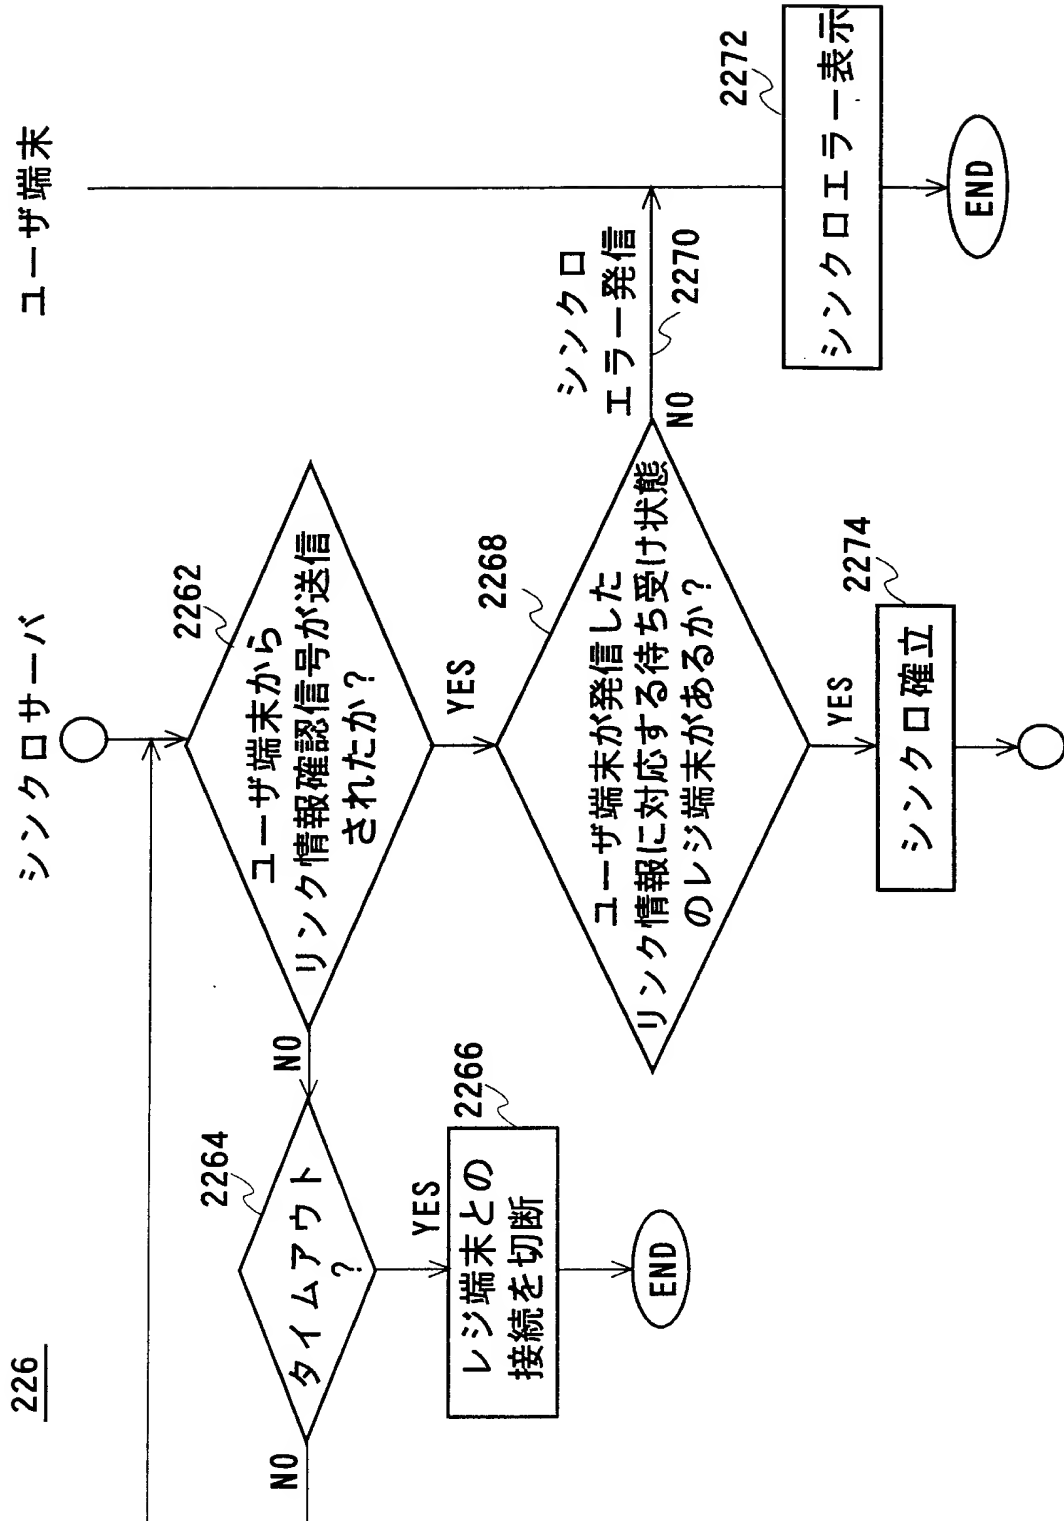 226
シンクロサーバ
ユーザ端末
2262
ユーザ端末から
リンク情報確認信号が送信
されたか？
NO
YES
2264
タイムアウト
？
NO
YES
2266
レジ端末との
接続を切断
END
2268
ユーザ端末が発信した
リンク情報に対応する待ち受け状態
のレジ端末があるか？
NO
YES
シンクロ
エラー発信
2270
2272
シンクロエラー表示
END
2274
シンクロ確立